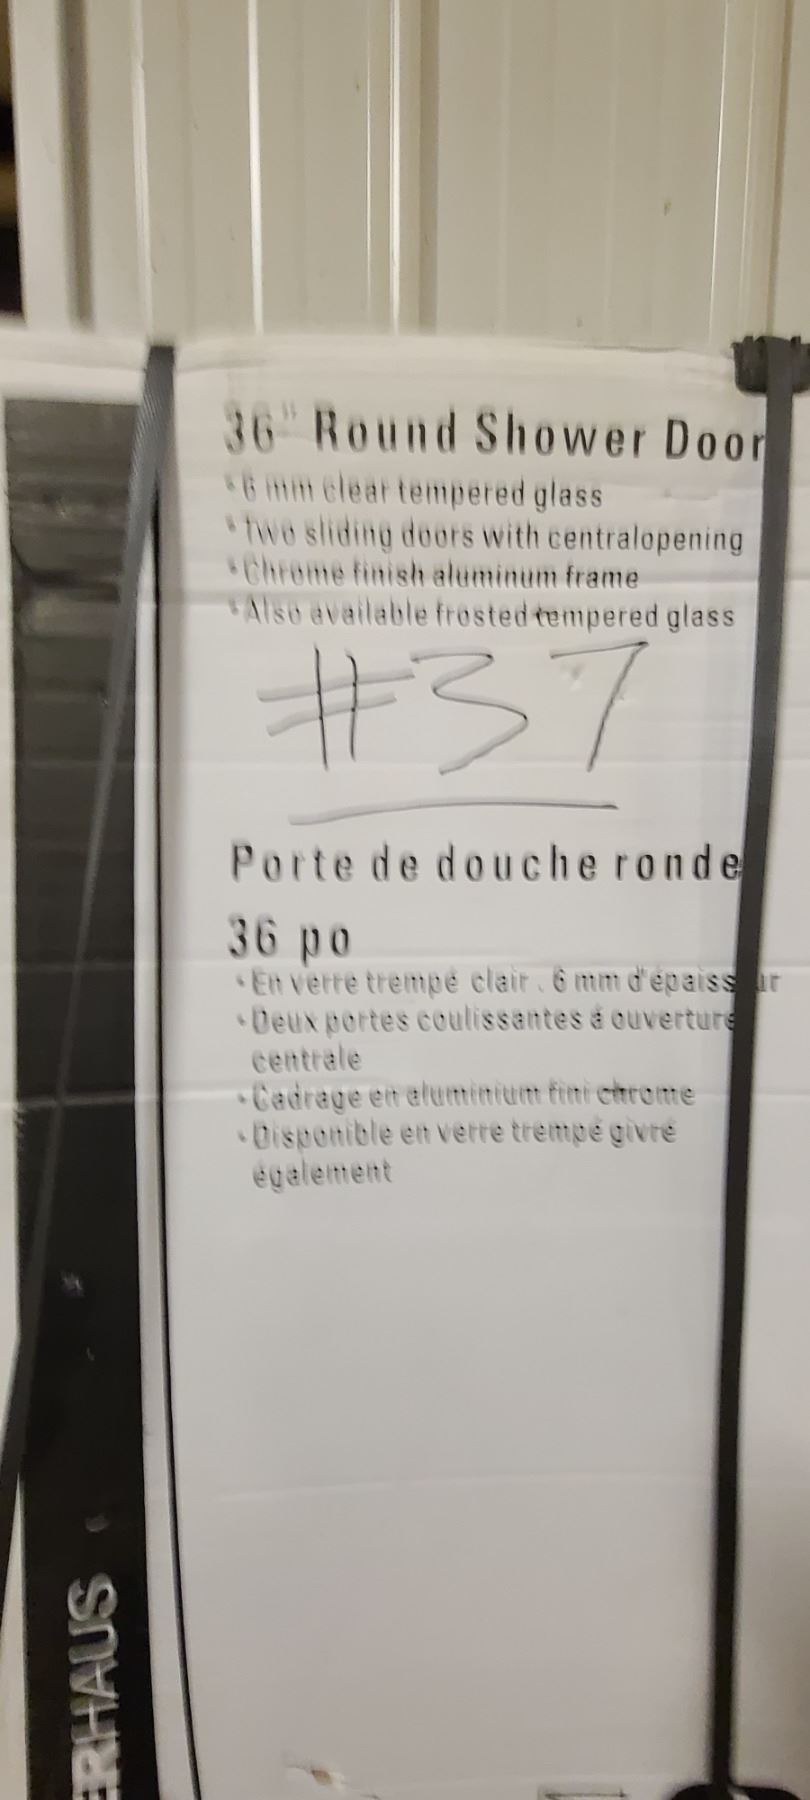 36" Round Shower Door
• 6 mm clear tempered glass
• Two sliding doors with centralopening
• Chrome finish aluminum frame
• Also available frosted tempered glass
#37
Porte de douche ronde
36 po
• En verre trempé clair . 6 mm d'épaisseur
• Deux portes coulissantes á ouverture
centrale
• Cadrage en aluminium fini chrome
• Disponible en verre trempé givré
également
ERHAUS